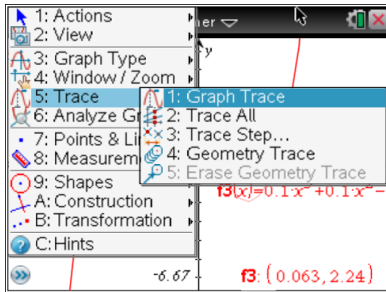 1: Actions
2: View
3: Graph Type
4: Window / Zoom
5: Trace
6: Analyze Gr
7: Points & Li
8: Measurem
9: Shapes
A: Construction
B: Transformation
C: Hints
1: Graph Trace
2: Trace All
3: Trace Step...
4: Geometry Trace
5: Erase Geometry Trace
y
-6.67
f3: (0.063, 2.24)